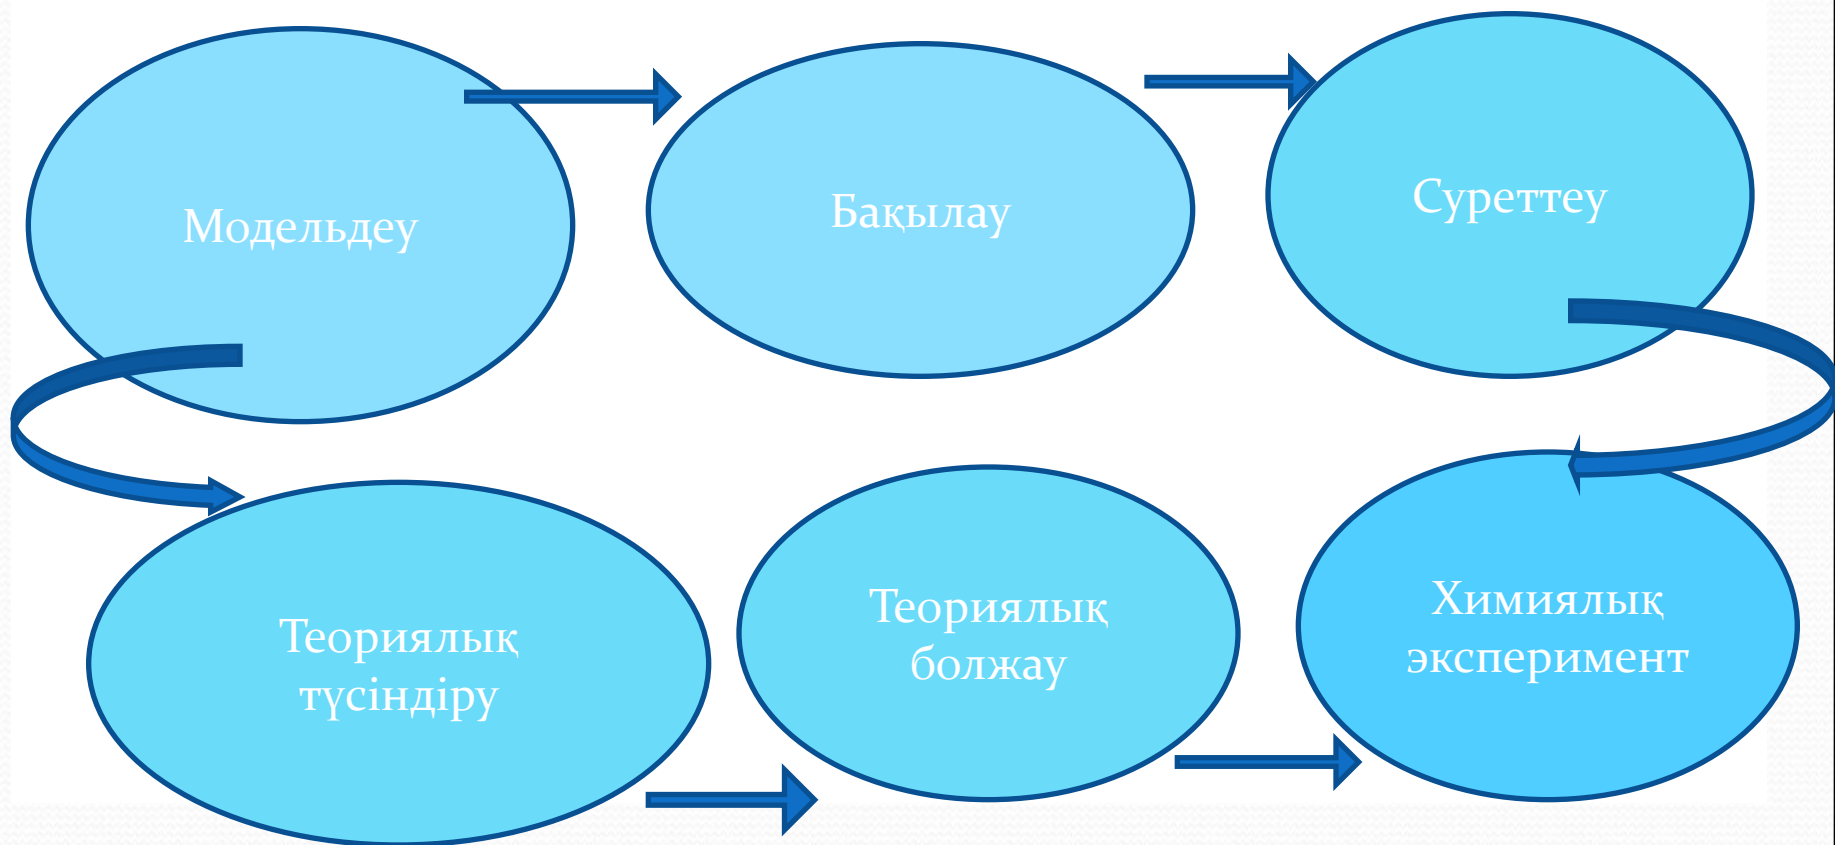 Модельдеу
Бақылау
Суреттеу
Теориялық
түсіндіру
Теориялық
болжау
Химиялық
эксперимент